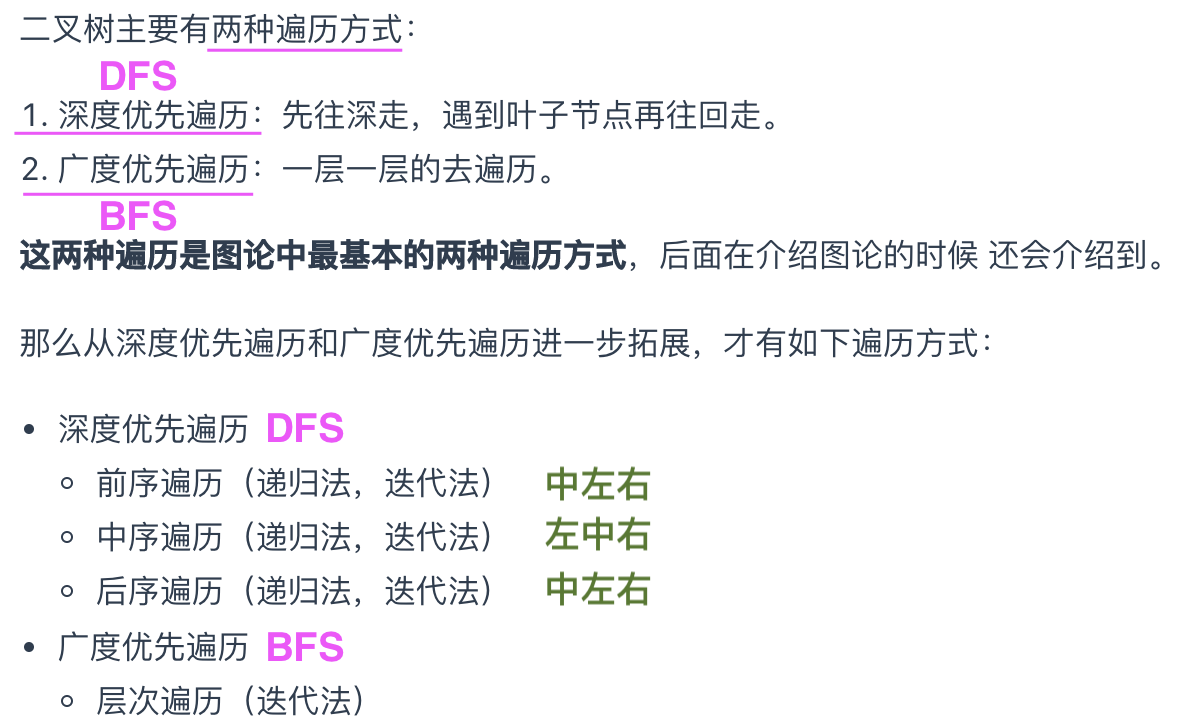 二叉树主要有两种遍历方式：
DFS
1. 深度优先遍历：先往深走，遇到叶子节点再往回走。
2. 广度优先遍历：一层一层的去遍历。
BFS
这两种遍历是图论中最基本的两种遍历方式，后面在介绍图论的时候 还会介绍到。
那么从深度优先遍历和广度优先遍历进一步拓展，才有如下遍历方式：
• 深度优先遍历 DFS
◦ 前序遍历（递归法，迭代法） 中左右
◦ 中序遍历（递归法，迭代法） 左中右
◦ 后序遍历（递归法，迭代法） 中左右
• 广度优先遍历 BFS
◦ 层次遍历（迭代法）